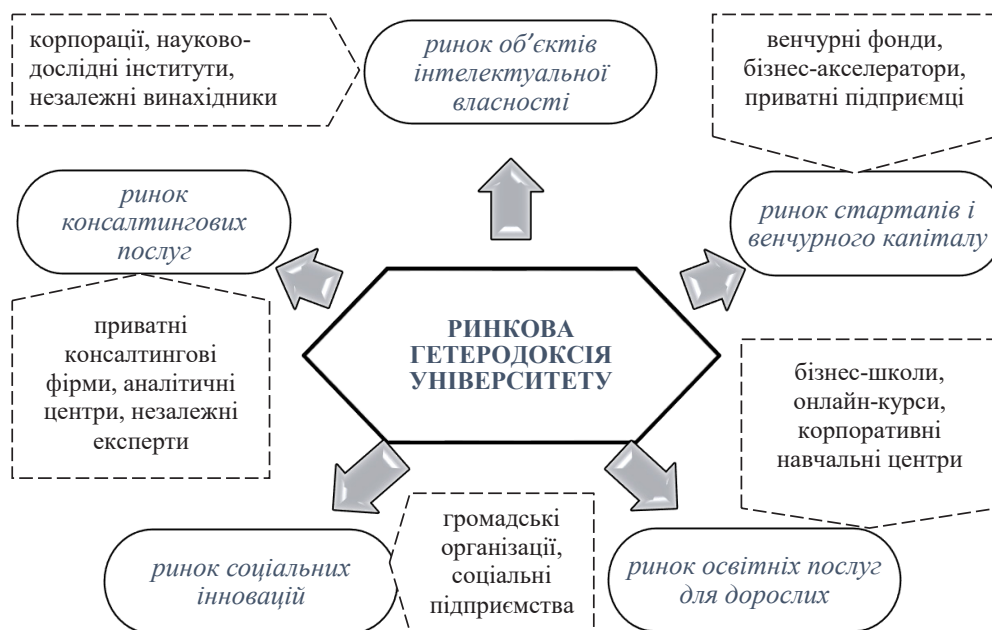 корпорації, науково-
дослідні інститути,
незалежні винахідники
ринок об’єктів
інтелектуальної
власності
венчурні фонди,
бізнес-акселератори,
приватні підприємці
ринок
консалтингових
послуг
ринок стартапів і
венчурного капіталу
приватні
консалтингові
фірми, аналітичні
центри, незалежні
експерти
РИНКОВА
ГЕТЕРОДОКСІЯ
УНІВЕРСИТЕТУ
бізнес-школи,
онлайн-курси,
корпоративні
навчальні центри
ринок соціальних
інновацій
громадські
організації,
соціальні
підприємства
ринок освітніх послуг
для дорослих